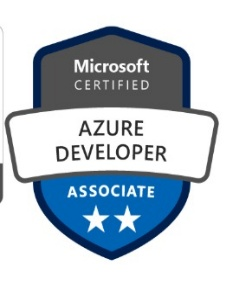 Microsoft
CERTIFIED
AZURE
DEVELOPER
ASSOCIATE